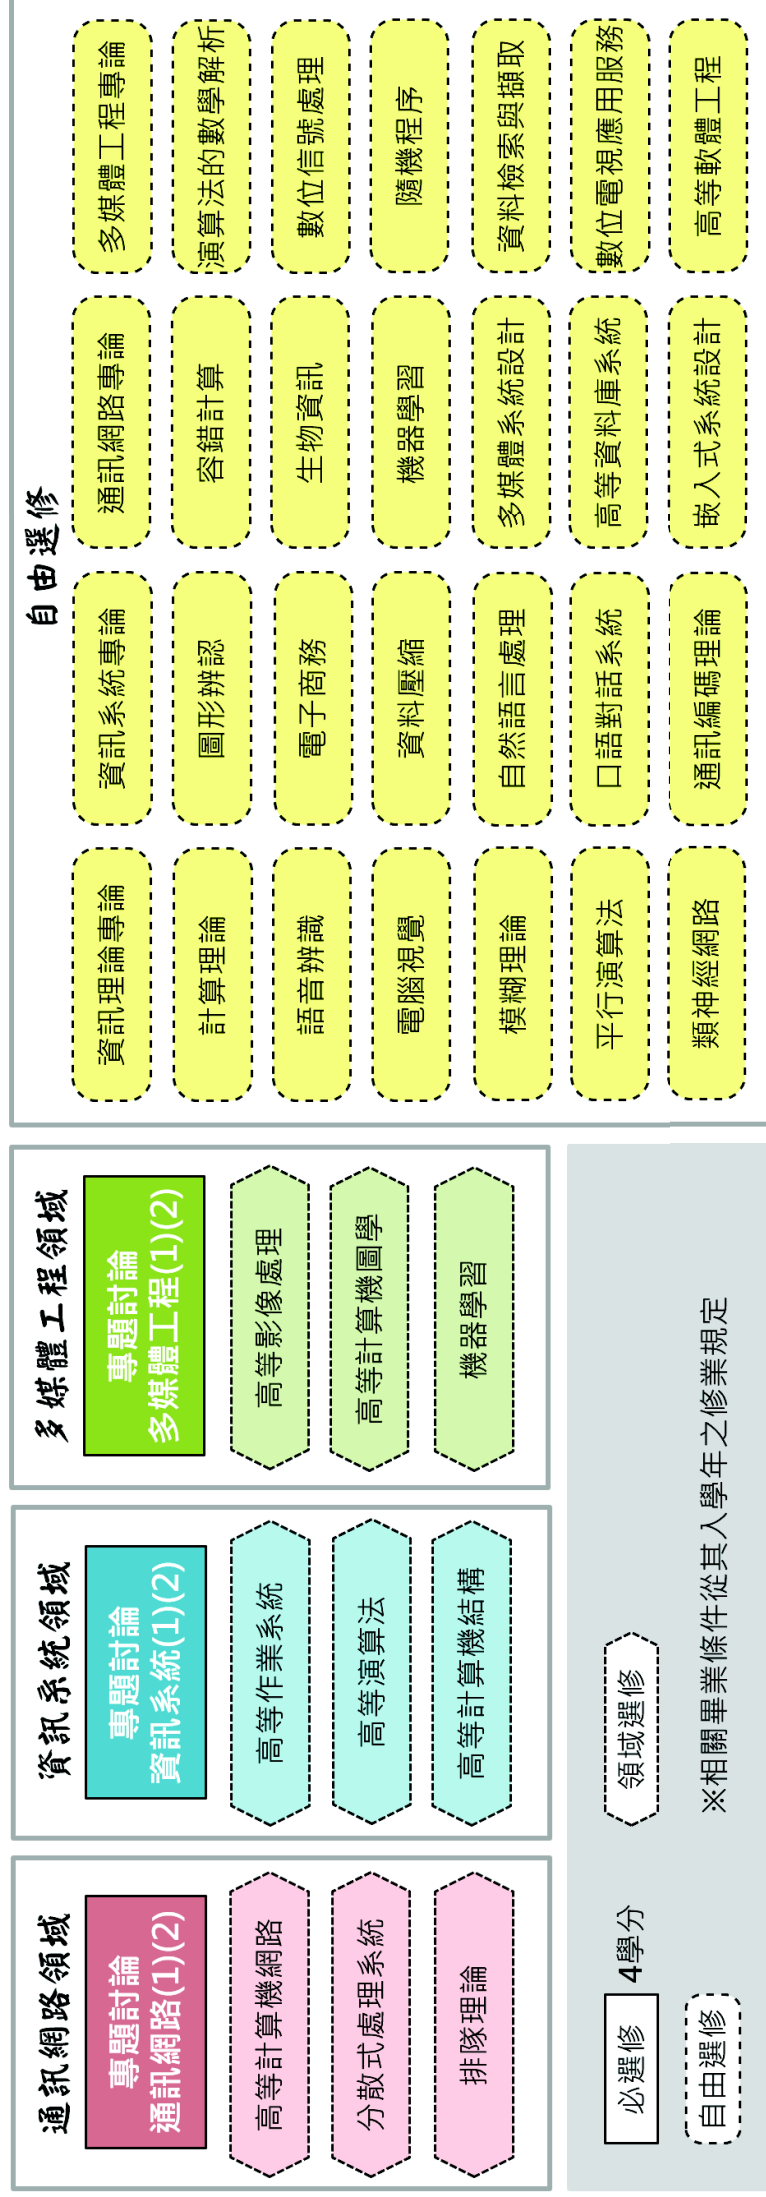 通訊網路領域
專題討論
通訊網路(1)(2)
高等計算機網路
分散式處理系統
排隊理論
資訊系統領域
專題討論
資訊系統(1)(2)
高等作業系統
高等演算法
高等計算機結構
多媒體工程領域
專題討論
多媒體工程(1)(2)
高等影像處理
高等計算機圖學
機器學習
自由選修
資訊理論專論
資訊系統專論
通訊網路專論
多媒體工程專論
計算理論
圖形辨認
容錯計算
演算法的數學解析
語音辨識
電子商務
生物資訊
數位信號處理
電腦視覺
資料壓縮
機器學習
隨機程序
模糊理論
自然語言處理
多媒體系統設計
資料檢索與擷取
平行演算法
口語對話系統
高等資料庫系統
數位電視應用服務
類神經網路
通訊編碼理論
嵌入式系統設計
高等軟體工程
必選修 4學分
領域選修
自由選修
※相關畢業條件從其入學年之修業規定